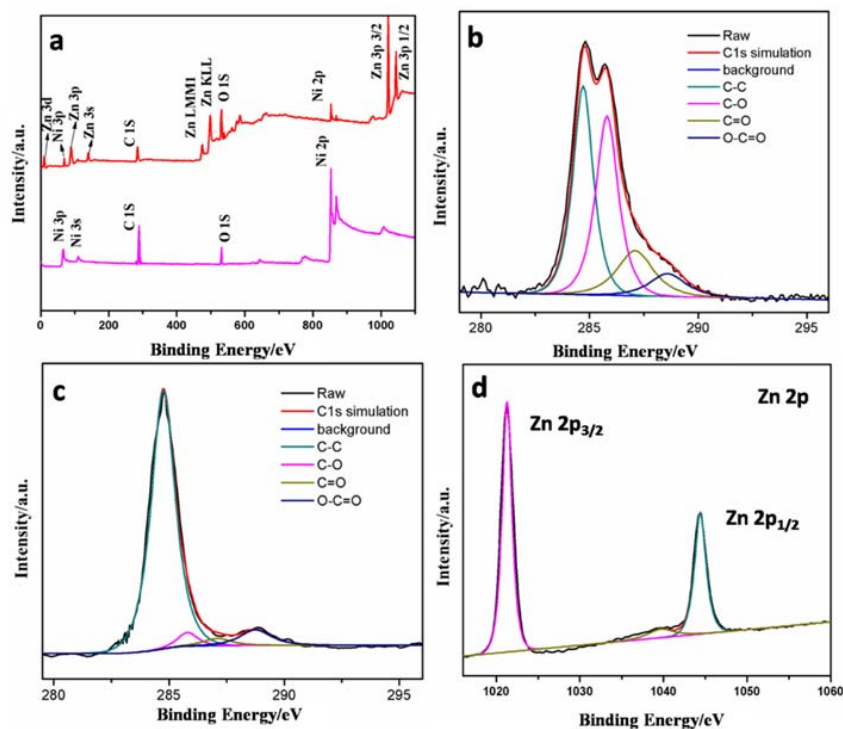 a
Intensity/a.u.
Zn 3d
Ni 3p
Zn 3p
Zn 3s
C 1S
Zn LMM1
Zn KLL
O 1S
Ni 2p
Zn 3p 3/2
Zn 3p 1/2
Ni 3p
Ni 3s
C 1S
O 1S
Ni 2p
0 200 400 600 800 1000
Binding Energy/eV
b
Intensity/a.u.
Raw
C1s simulation
background
C-C
C-O
C=O
O-C=O
280 285 290 295
Binding Energy/eV
c
Intensity/a.u.
Raw
C1s simulation
background
C-C
C-O
C=O
O-C=O
280 285 290 295
Binding Energy/eV
d
Intensity/a.u.
Zn 2p
Zn 2p3/2
Zn 2p1/2
1020 1030 1040 1050 1060
Binding Energy/eV